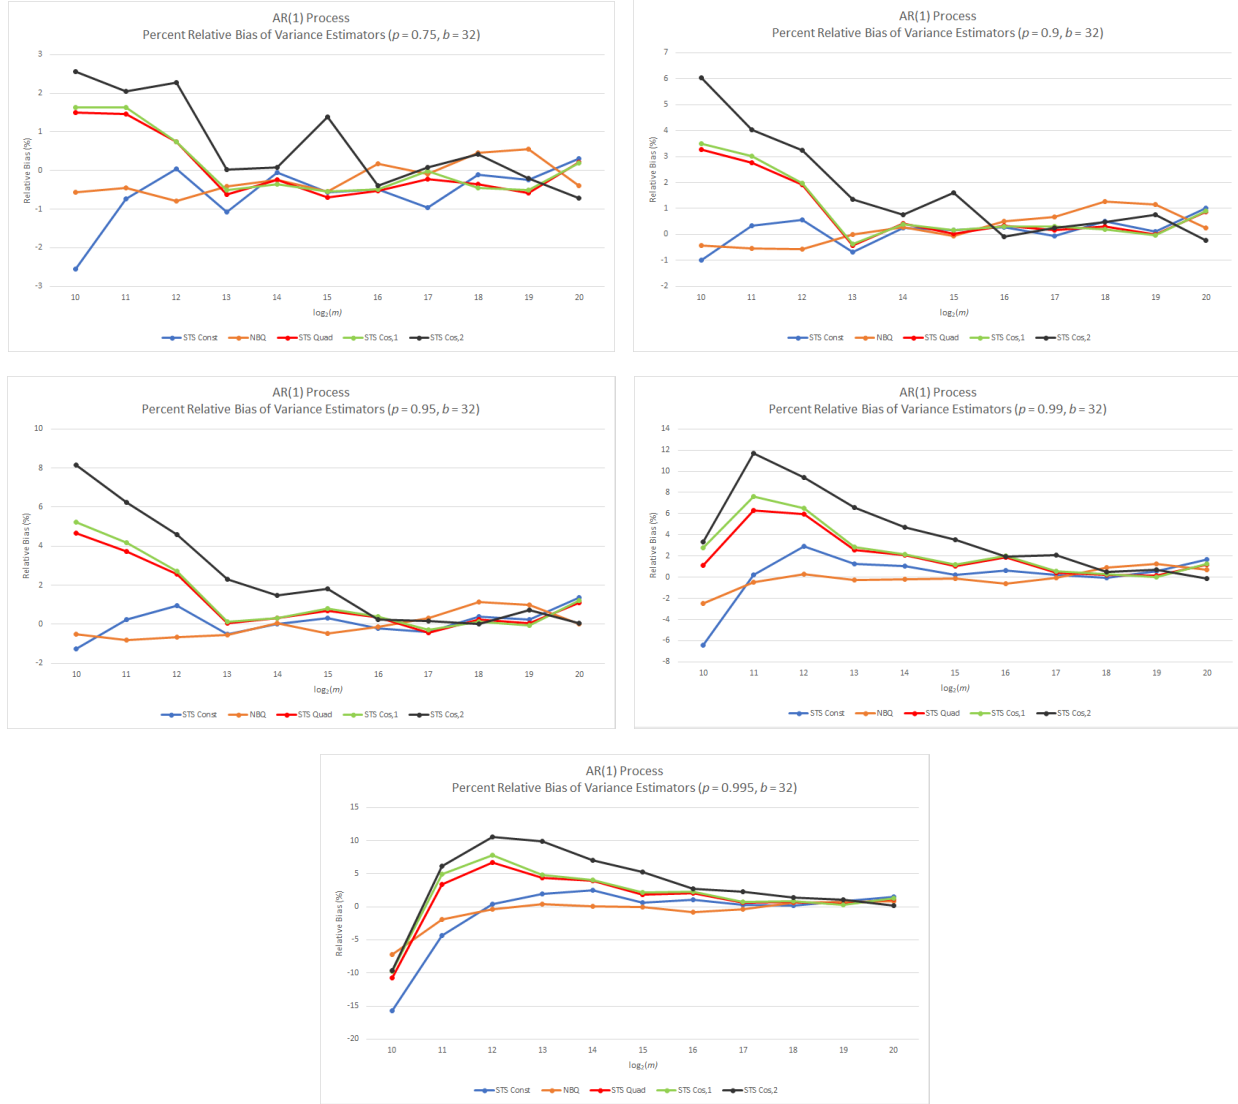 AR(1) Process
Percent Relative Bias of Variance Estimators (p = 0.75, b = 32)
3
2
1
0
-1
-2
-3
Relative Bias (%)
10 11 12 13 14 15 16 17 18 19 20
log₂(m)
STS Const NBQ STS Quad STS Cos,1 STS Cos,2
AR(1) Process
Percent Relative Bias of Variance Estimators (p = 0.9, b = 32)
7
6
5
4
3
2
1
0
-1
-2
Relative Bias (%)
10 11 12 13 14 15 16 17 18 19 20
log₂(m)
STS Const NBQ STS Quad STS Cos,1 STS Cos,2
AR(1) Process
Percent Relative Bias of Variance Estimators (p = 0.95, b = 32)
10
8
6
4
2
0
-2
Relative Bias (%)
10 11 12 13 14 15 16 17 18 19 20
log₂(m)
STS Const NBQ STS Quad STS Cos,1 STS Cos,2
AR(1) Process
Percent Relative Bias of Variance Estimators (p = 0.99, b = 32)
14
12
10
8
6
4
2
0
-2
-4
-6
-8
Relative Bias (%)
10 11 12 13 14 15 16 17 18 19 20
log₂(m)
STS Const NBQ STS Quad STS Cos,1 STS Cos,2
AR(1) Process
Percent Relative Bias of Variance Estimators (p = 0.995, b = 32)
15
10
5
0
-5
-10
-15
-20
Relative Bias (%)
10 11 12 13 14 15 16 17 18 19 20
log₂(m)
STS Const NBQ STS Quad STS Cos,1 STS Cos,2